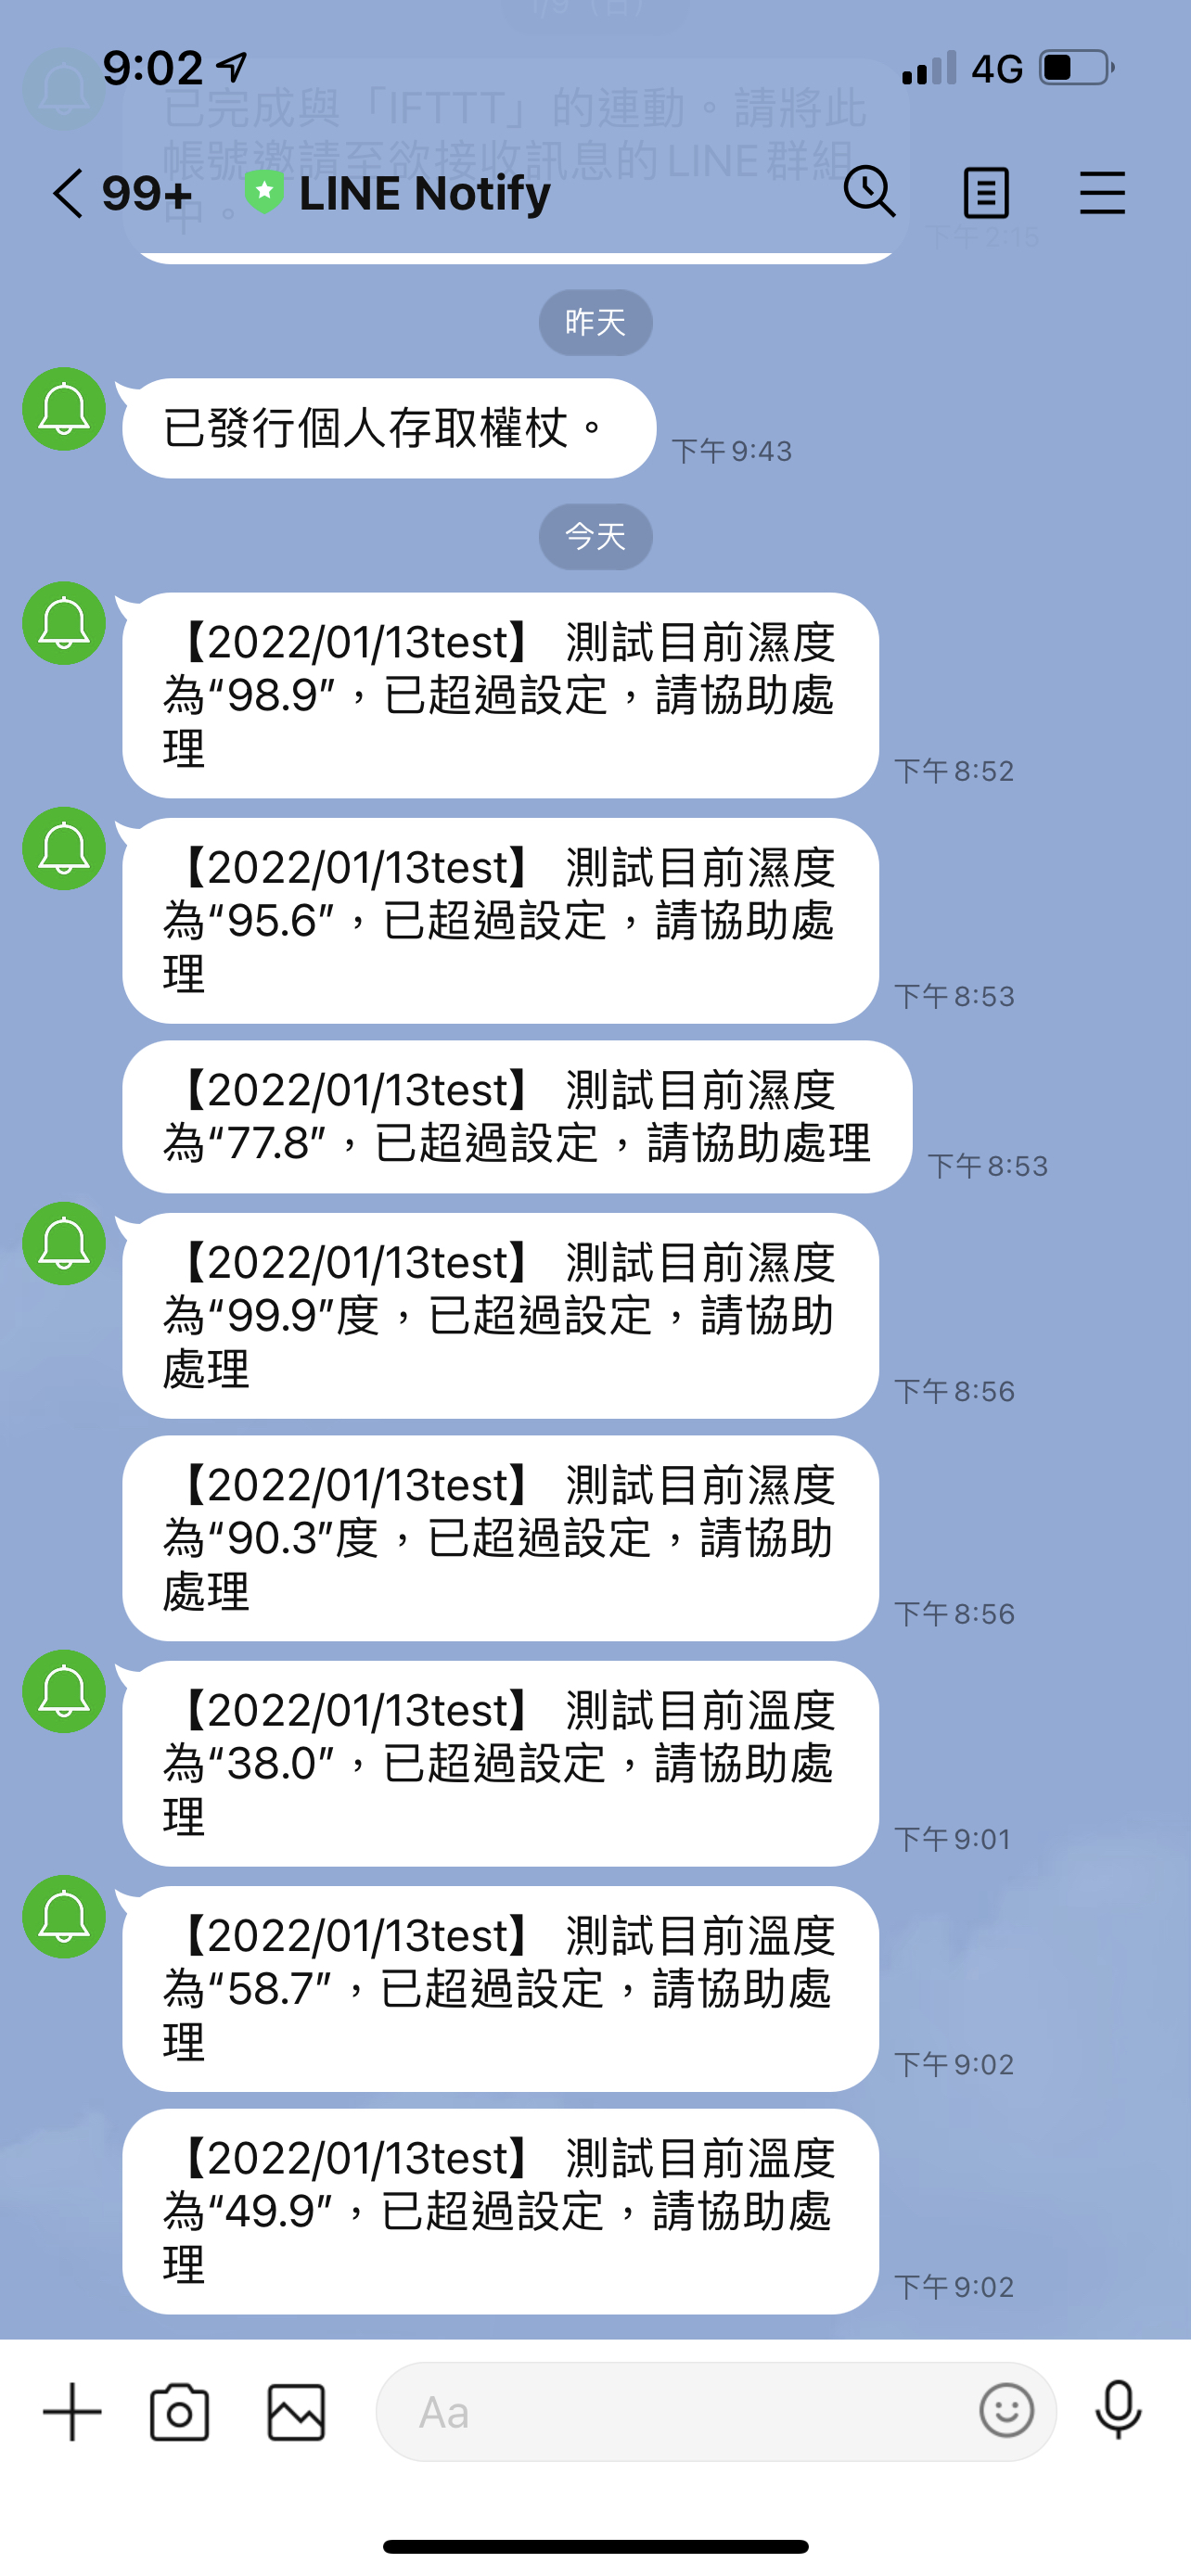 1/9（日）
9:02
4G
已完成與「IFTTT」的連動。請將此
帳號邀請至欲接收訊息的LINE群組
中。
下午2:15
99+
LINE Notify
昨天
已發行個人存取權杖。
下午9:43
今天
【2022/01/13test】 測試目前濕度
為“98.9”，已超過設定，請協助處
理
下午8:52
【2022/01/13test】 測試目前濕度
為“95.6”，已超過設定，請協助處
理
下午8:53
【2022/01/13test】 測試目前濕度
為“77.8”，已超過設定，請協助處理
下午8:53
【2022/01/13test】 測試目前濕度
為“99.9”度，已超過設定，請協助
處理
下午8:56
【2022/01/13test】 測試目前濕度
為“90.3”度，已超過設定，請協助
處理
下午8:56
【2022/01/13test】 測試目前溫度
為“38.0”，已超過設定，請協助處
理
下午9:01
【2022/01/13test】 測試目前溫度
為“58.7”，已超過設定，請協助處
理
下午9:02
【2022/01/13test】 測試目前溫度
為“49.9”，已超過設定，請協助處
理
下午9:02
Aa